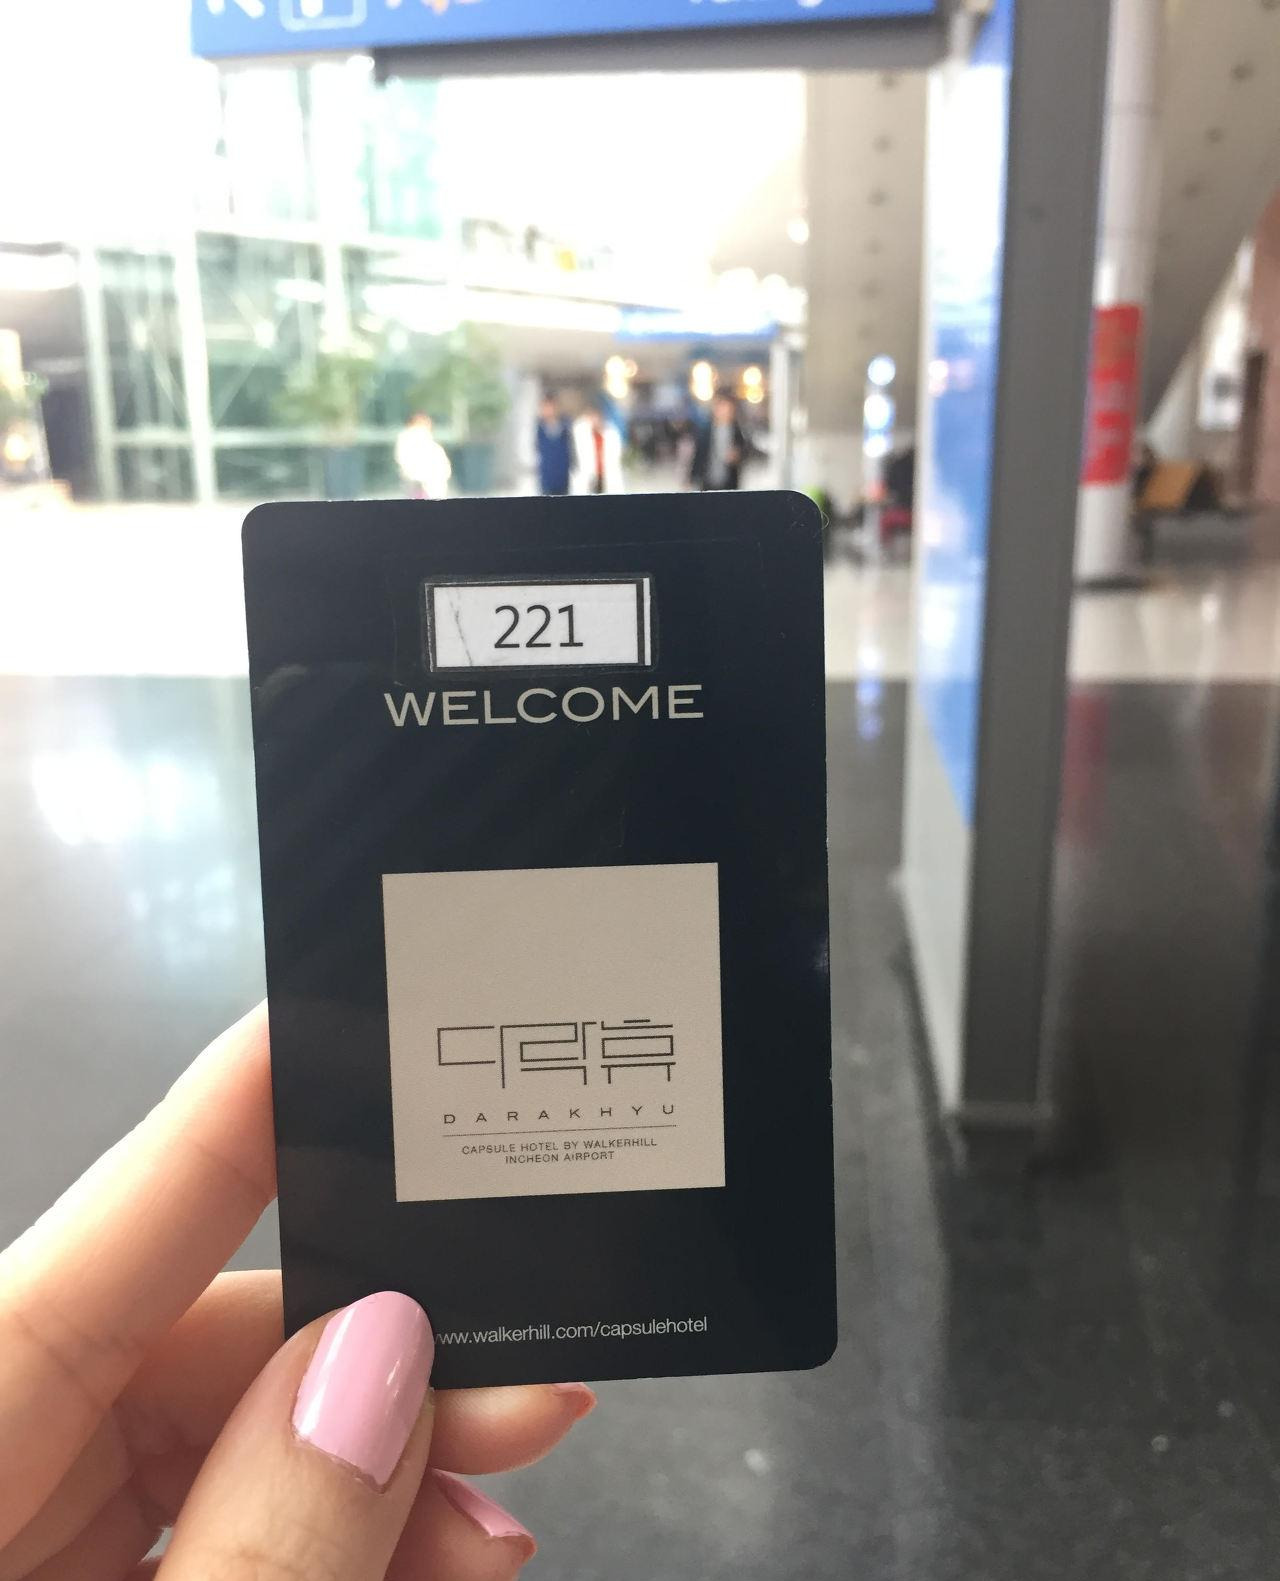 221
WELCOME
다락휴
DARAKHYU
CAPSULE HOTEL BY WALKERHILL
INCHEON AIRPORT
www.walkerhill.com/capsulehotel